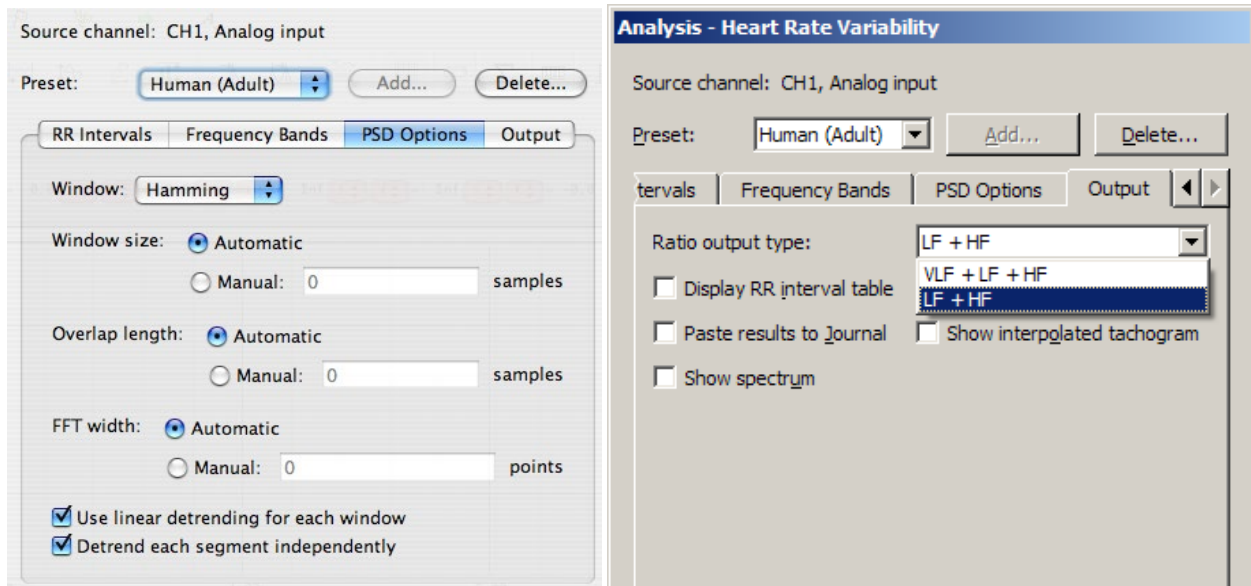 Source channel: CH1, Analog input
Preset: Human (Adult) Add... Delete...
RR Intervals Frequency Bands PSD Options Output
Window: Hamming
Window size: Automatic
Manual: 0 samples
Overlap length: Automatic
Manual: 0 samples
FFT width: Automatic
Manual: 0 points
Use linear detrending for each window
Detrend each segment independently
Analysis - Heart Rate Variability
Source channel: CH1, Analog input
Preset: Human (Adult) Add... Delete...
tervals Frequency Bands PSD Options Output
Ratio output type: LF + HF
VLF + LF + HF
Display RR interval table LF + HF
Paste results to Journal Show interpolated tachogram
Show spectrum